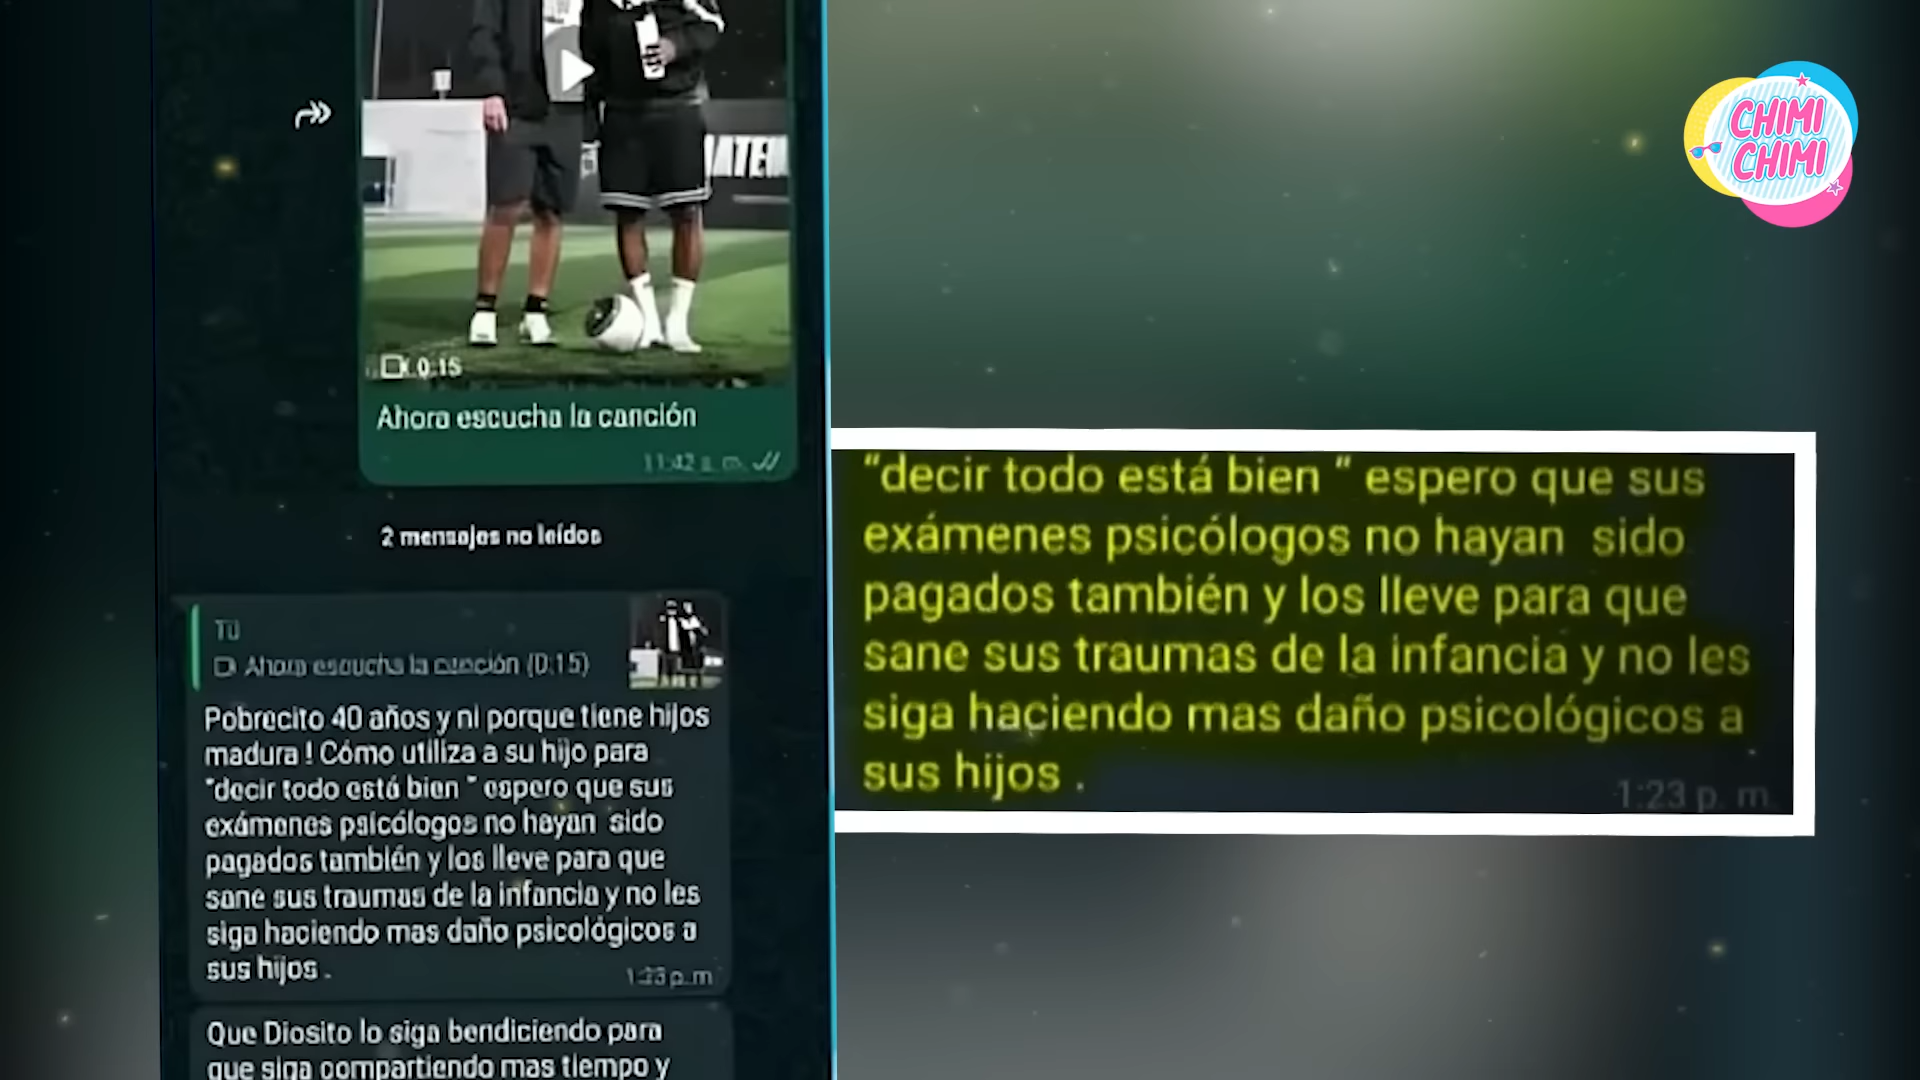 CHIMI
CHIMI
0:15
Ahora escucha la canción
11:42 a. m.
2 mensajes no leídos
Tú
Ahora escucha la canción (0:15)
Pobrecito 40 años y ni porque tiene hijos
madura ! Cómo utiliza a su hijo para
"decir todo está bien " espero que sus
exámenes psicólogos no hayan sido
pagados también y los lleve para que
sane sus traumas de la infancia y no les
siga haciendo mas daño psicológicos a
sus hijos .
1:23 p. m.
Que Diosito lo siga bendiciendo para
que siga compartiendo mas tiempo y
“decir todo está bien “ espero que sus
exámenes psicólogos no hayan sido
pagados también y los lleve para que
sane sus traumas de la infancia y no les
siga haciendo mas daño psicológicos a
sus hijos .
1:23 p. m.